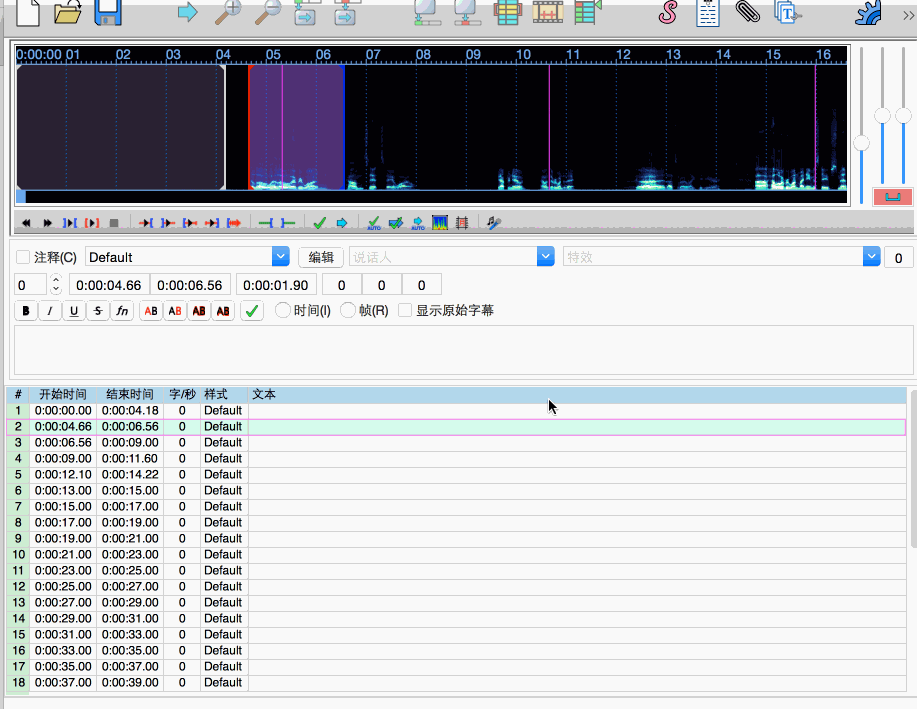 0:00:00 01 02 03 04 05 06 07 08 09 10 11 12 13 14 15 16
AUTO AUTO AUTO
注释(C) Default 编辑 说话人 特效 0
0 0:00:04.66 0:00:06.56 0:00:01.90 0 0 0
B I U S fn AB AB AB AB 时间(I) 帧(R) 显示原始字幕
# 开始时间 结束时间 字/秒 样式 文本
1 0:00:00.00 0:00:04.18 0 Default
2 0:00:04.66 0:00:06.56 0 Default
3 0:00:06.56 0:00:09.00 0 Default
4 0:00:09.00 0:00:11.60 0 Default
5 0:00:12.10 0:00:14.22 0 Default
6 0:00:13.00 0:00:15.00 0 Default
7 0:00:15.00 0:00:17.00 0 Default
8 0:00:17.00 0:00:19.00 0 Default
9 0:00:19.00 0:00:21.00 0 Default
10 0:00:21.00 0:00:23.00 0 Default
11 0:00:23.00 0:00:25.00 0 Default
12 0:00:25.00 0:00:27.00 0 Default
13 0:00:27.00 0:00:29.00 0 Default
14 0:00:29.00 0:00:31.00 0 Default
15 0:00:31.00 0:00:33.00 0 Default
16 0:00:33.00 0:00:35.00 0 Default
17 0:00:35.00 0:00:37.00 0 Default
18 0:00:37.00 0:00:39.00 0 Default